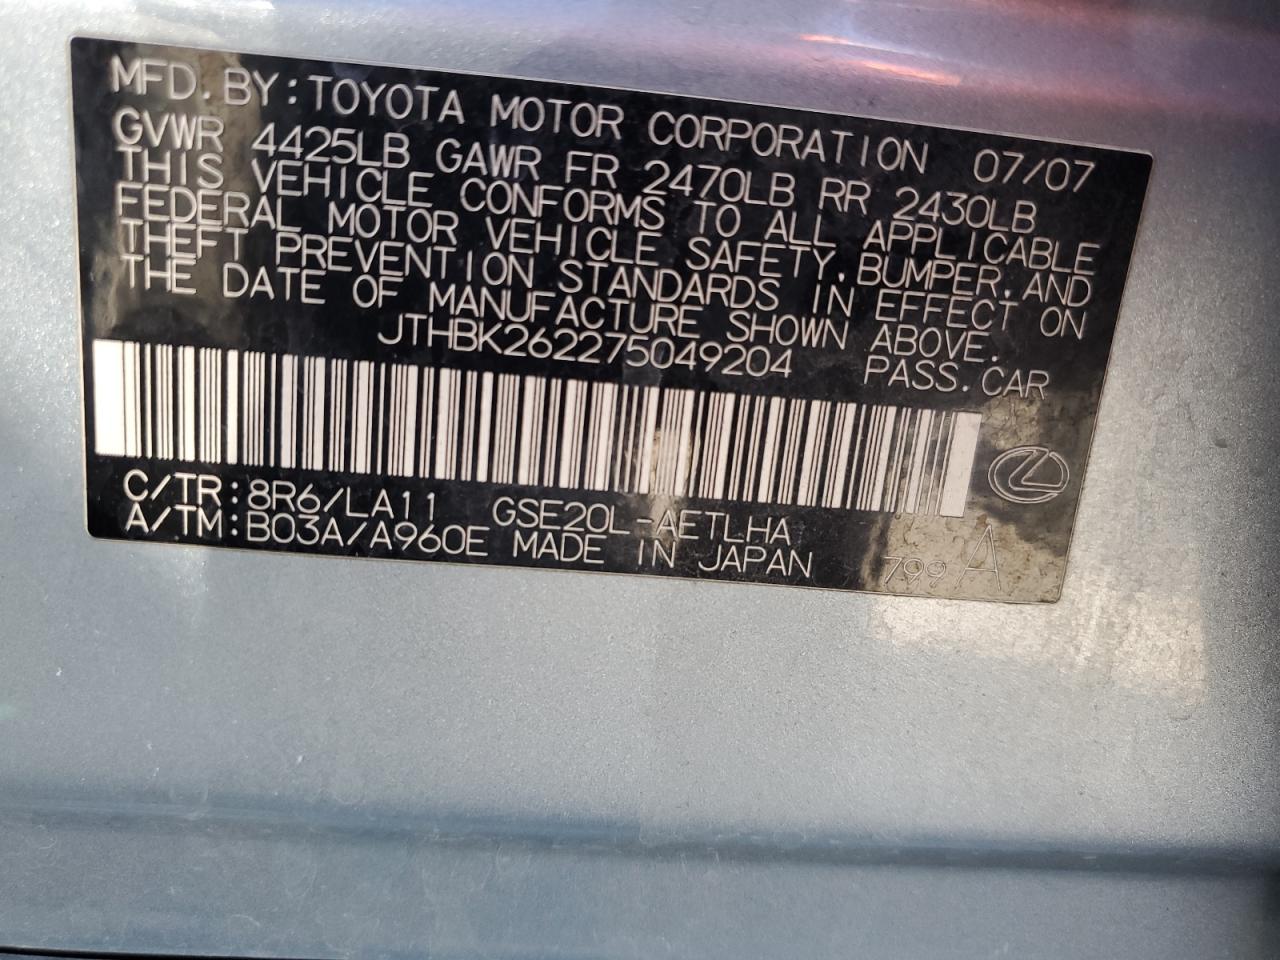 MFD. BY: TOYOTA MOTOR CORPORATION 07/07
GVWR 4425LB GAWR FR 2470LB RR 2430LB
THIS VEHICLE CONFORMS TO ALL APPLICABLE
FEDERAL MOTOR VEHICLE SAFETY, BUMPER, AND
THEFT PREVENTION STANDARDS IN EFFECT ON
THE DATE OF MANUFACTURE SHOWN ABOVE.
JTHBK262275049204 PASS. CAR
C/TR: 8R6/LA11 GSE20L-AETLHA
A/TM: B03A/A960E MADE IN JAPAN 799 A